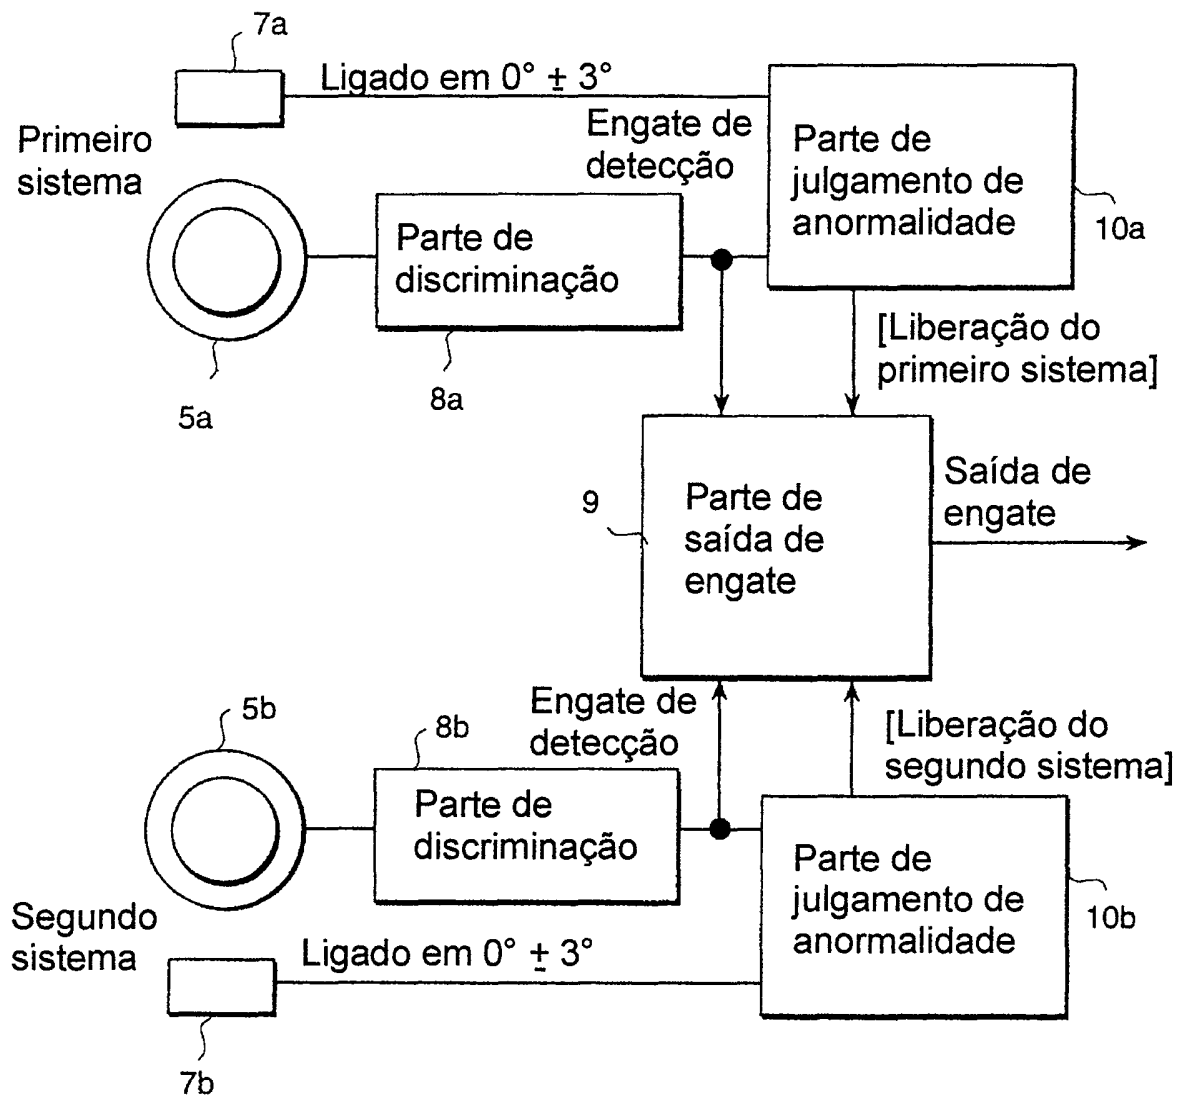 7a
Ligado em 0° ± 3°
Primeiro
sistema
Engate de
detecção
Parte de
julgamento de
anormalidade
10a
Parte de
discriminação
5a
8a
[Liberação do
primeiro sistema]
9
Parte de
saída de
engate
Saída de
engate
5b
8b
Engate de
detecção
[Liberação do
segundo sistema]
Parte de
discriminação
Parte de
julgamento de
anormalidade
10b
Segundo
sistema
Ligado em 0° ± 3°
7b